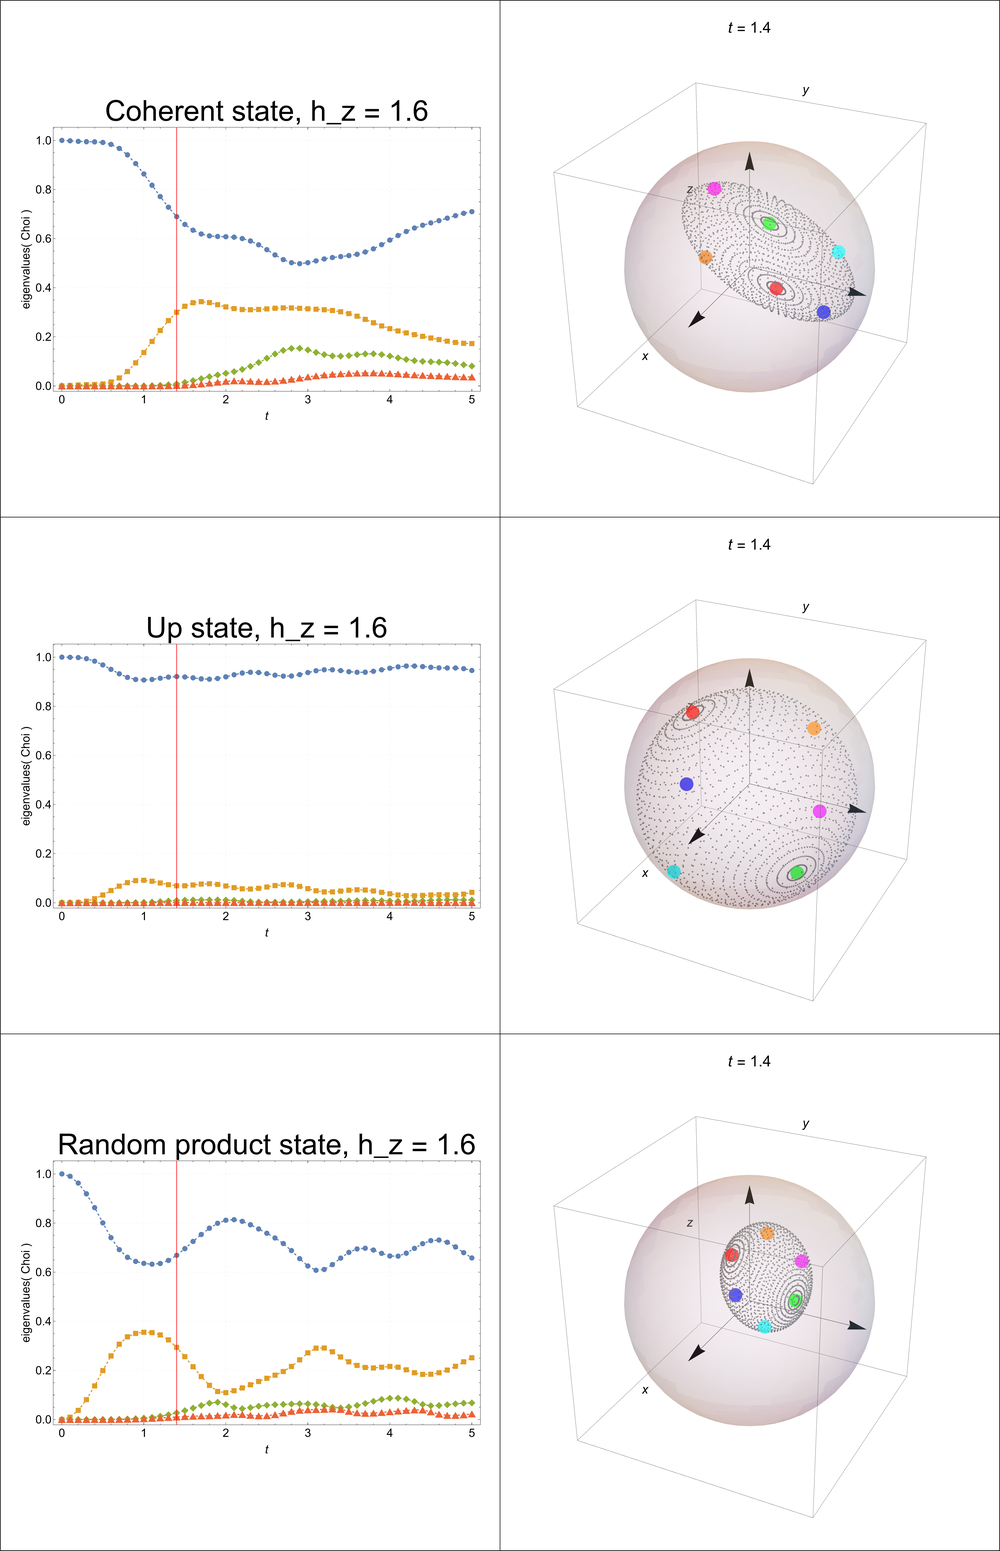 Coherent state, h_z = 1.6
eigenvalues( Choi )
1.0
0.8
0.6
0.4
0.2
0.0
0 1 2 3 4 5
t
t = 1.4
y
z
x
Up state, h_z = 1.6
eigenvalues( Choi )
1.0
0.8
0.6
0.4
0.2
0.0
0 1 2 3 4 5
t
t = 1.4
y
x
Random product state, h_z = 1.6
eigenvalues( Choi )
1.0
0.8
0.6
0.4
0.2
0.0
0 1 2 3 4 5
t
t = 1.4
y
z
x